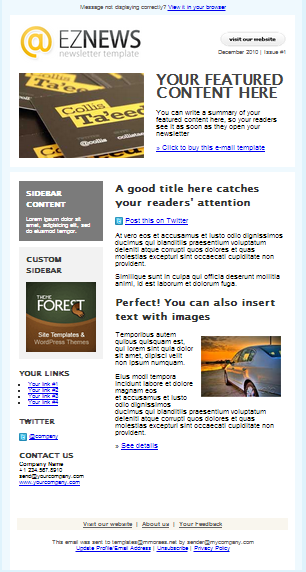 Message not displaying correctly? View it in your browser
@ EZNEWS
newsletter template
visit our website
December 2010 | Issue #1
Collis Ta'eed
Collis
Ta'eed
YOUR FEATURED
CONTENT HERE
You can write a summary of your
featured content here, so your readers
see it as soon as they open your
newsletter
» Click to buy this e-mail template
SIDEBAR
CONTENT
Lorem ipsum dolor sit
amet, adipisicing elit, sed
do eiusmod tempor.
CUSTOM
SIDEBAR
THEME
FOREST
Site Templates &
WordPress Themes
YOUR LINKS
Your link #1
Your link #2
Your link #3
Your link #4
TWITTER
@company
CONTACT US
Company Name
+1 234.567.8910
send@yourcompany.com
www.yourcompany.com
A good title here catches
your readers' attention
Post this on Twitter
At vero eos et accusamus et iusto odio dignissimos
ducimus qui blanditiis praesentium voluptatum
deleniti atque corrupti quos dolores et quas
molestias excepturi sint occaecati cupiditate non
provident.
Similique sunt in culpa qui officia deserunt mollitia
animi, id est laborum et dolorum fuga.
Perfect! You can also insert
text with images
Temporibus autem
quibus quisquam est,
qui lorem sint quia dolor
sit amet, dipisci velit
non ipsum numquam.
Eius modi tempora
incidunt labore et dolore
magnam eos
et accusamus et iusto
odio dignissimos
ducimus qui blanditiis praesentium voluptatum
deleniti atque corrupti quos dolores et quas
molestias excepturi sint occaecati cupiditate non
provident.
» See details
Visit our website | About us | Your Feedback
This email was sent to templates@mmorass.net by sender@mycompany.com
Update Profile/Email Address | Unsubscribe | Privacy Policy